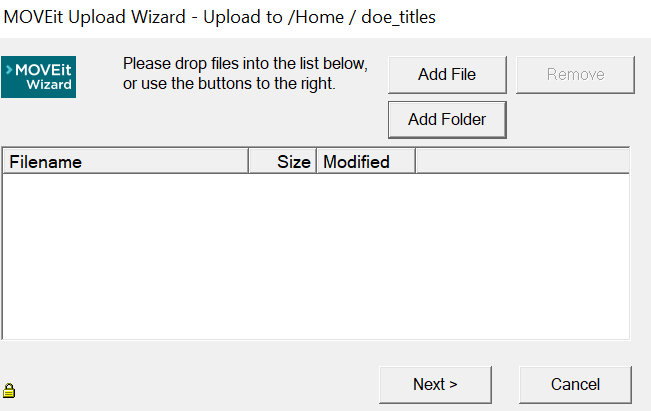 MOVEit Upload Wizard - Upload to /Home / doe_titles
MOVEit
Wizard
Please drop files into the list below,
or use the buttons to the right.
Add File
Remove
Add Folder
Filename Size Modified
Next >
Cancel